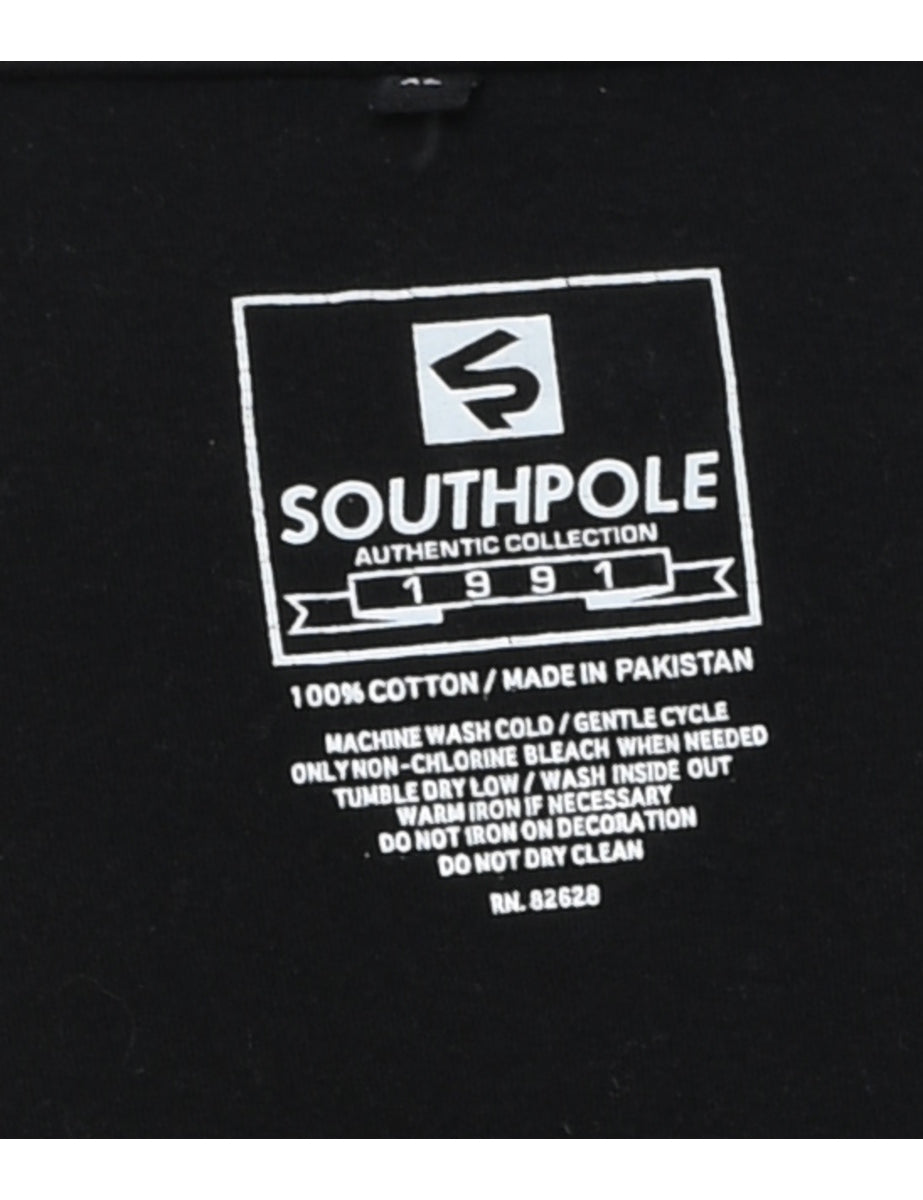 SOUTHPOLE
AUTHENTIC COLLECTION
1991
100% COTTON / MADE IN PAKISTAN
MACHINE WASH COLD / GENTLE CYCLE
ONLY NON-CHLORINE BLEACH WHEN NEEDED
TUMBLE DRY LOW / WASH INSIDE OUT
WARM IRON IF NECESSARY
DO NOT IRON ON DECORATION
DO NOT DRY CLEAN
RN. 82628